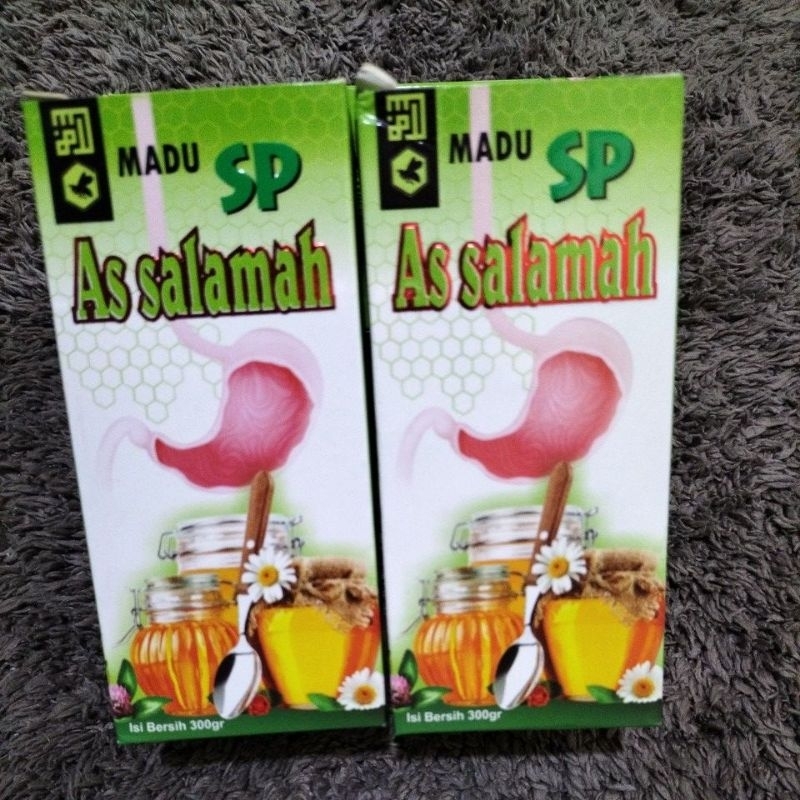 MADU SP
As salamah
Isi Bersih 300gr
MADU SP
As salamah
Isi Bersih 300gr